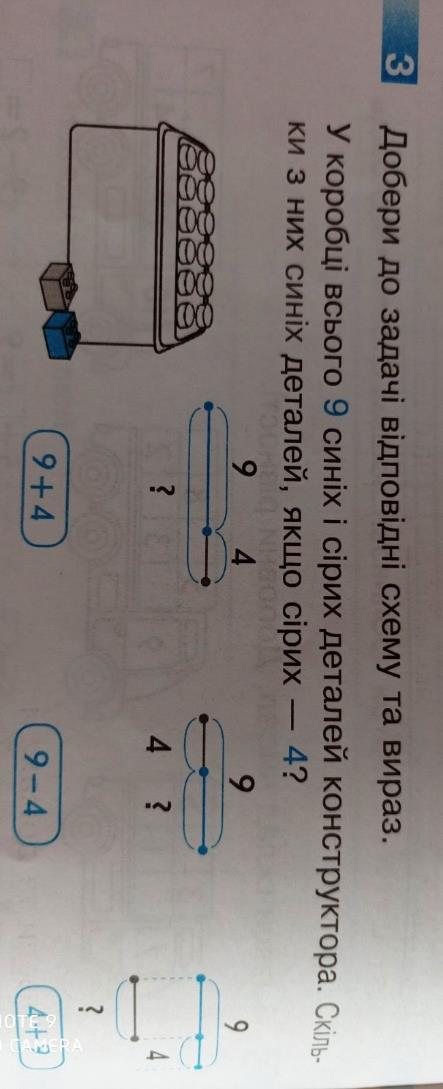 3 Добери до задачі відповідні схему та вираз.
У коробці всього 9 синіх і сірих деталей конструктора. Скіль-
ки з них синіх деталей, якщо сірих — 4?
9 4
?
9
4 ?
9
4
?
9+4
9−4
OTE 9
CAMERA